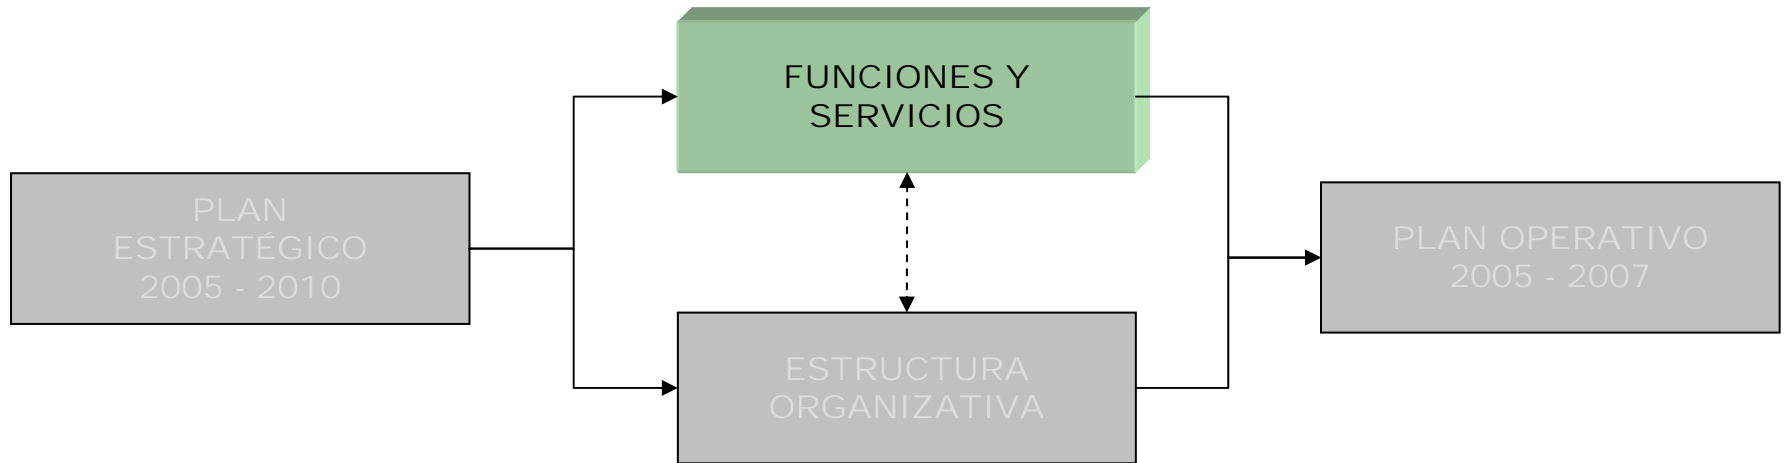 FUNCIONES Y
SERVICIOS
PLAN
ESTRATÉGICO
2005 - 2010
PLAN OPERATIVO
2005 - 2007
ESTRUCTURA
ORGANIZATIVA